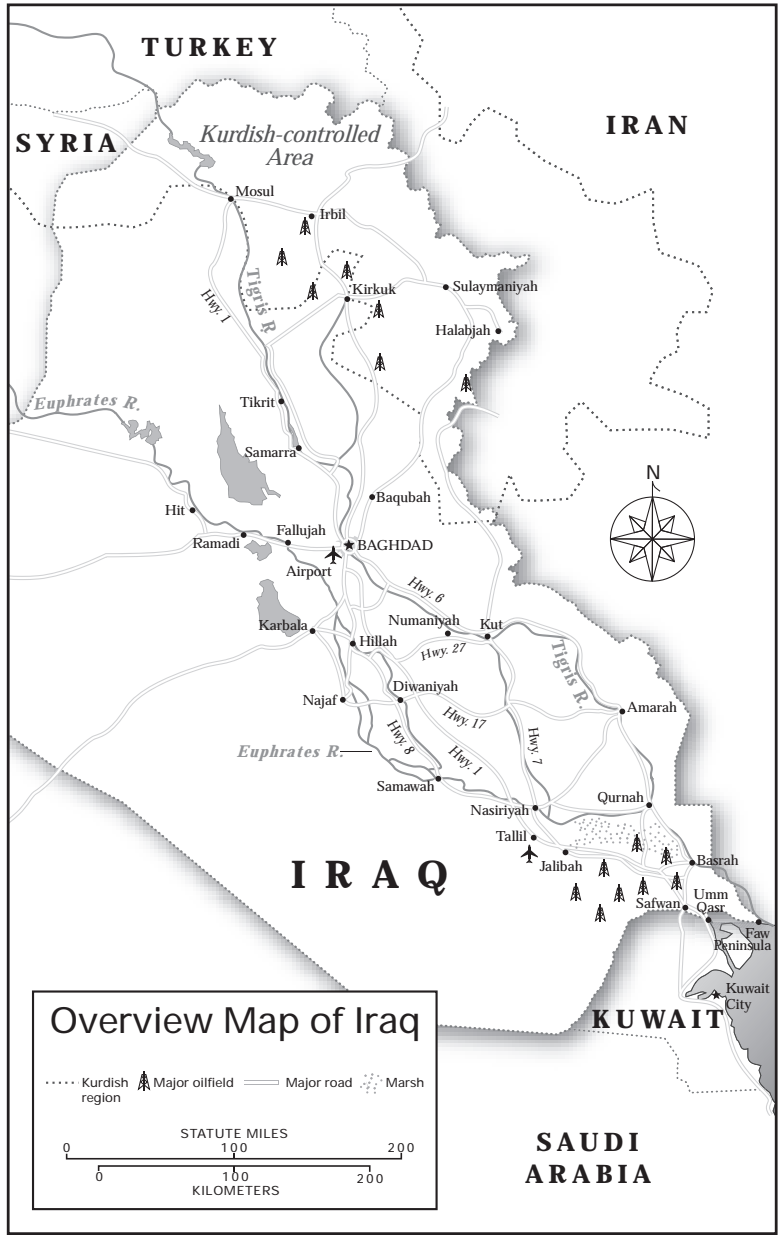 TURKEY
SYRIA
IRAN
Kurdish-controlled
Area
Mosul
Irbil
Tigris R.
Hwy. 1
Kirkuk
Sulaymaniyah
Halabjah
Euphrates R.
Tikrit
Samarra
N
Baqubah
Hit
Ramadi
Fallujah
BAGHDAD
Airport
Hwy. 6
Karbala
Numaniyah
Kut
Hillah
Hwy. 27
Tigris R.
Najaf
Diwaniyah
Amarah
Hwy. 17
Hwy. 8
Hwy. 1
Hwy. 7
Euphrates R.
Samawah
Nasiriyah
Qurnah
Tallil
Jalibah
Basrah
IRAQ
Safwan
Umm
Qasr
Faw
Peninsula
Kuwait
City
KUWAIT
Overview Map of Iraq
Kurdish
region
Major oilfield
Major road
Marsh
STATUTE MILES
0 100 200
0 100 200
KILOMETERS
SAUDI
ARABIA